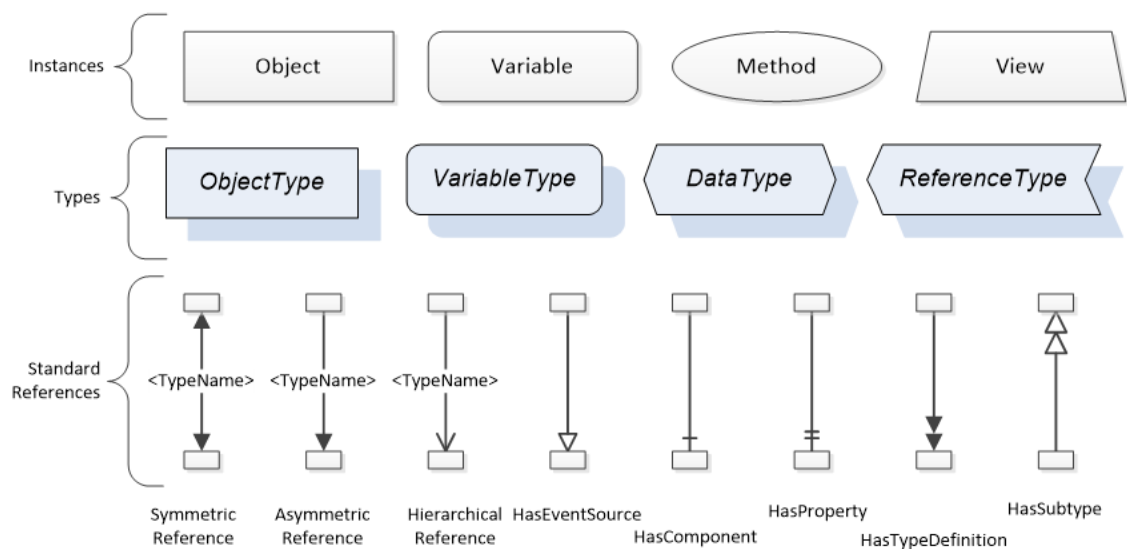 Instances
Object
Variable
Method
View
Types
ObjectType
VariableType
DataType
ReferenceType
Standard
References
<TypeName>
<TypeName>
<TypeName>
Symmetric
Reference
Asymmetric
Reference
Hierarchical
Reference
HasEventSource
HasComponent
HasProperty
HasTypeDefinition
HasSubtype